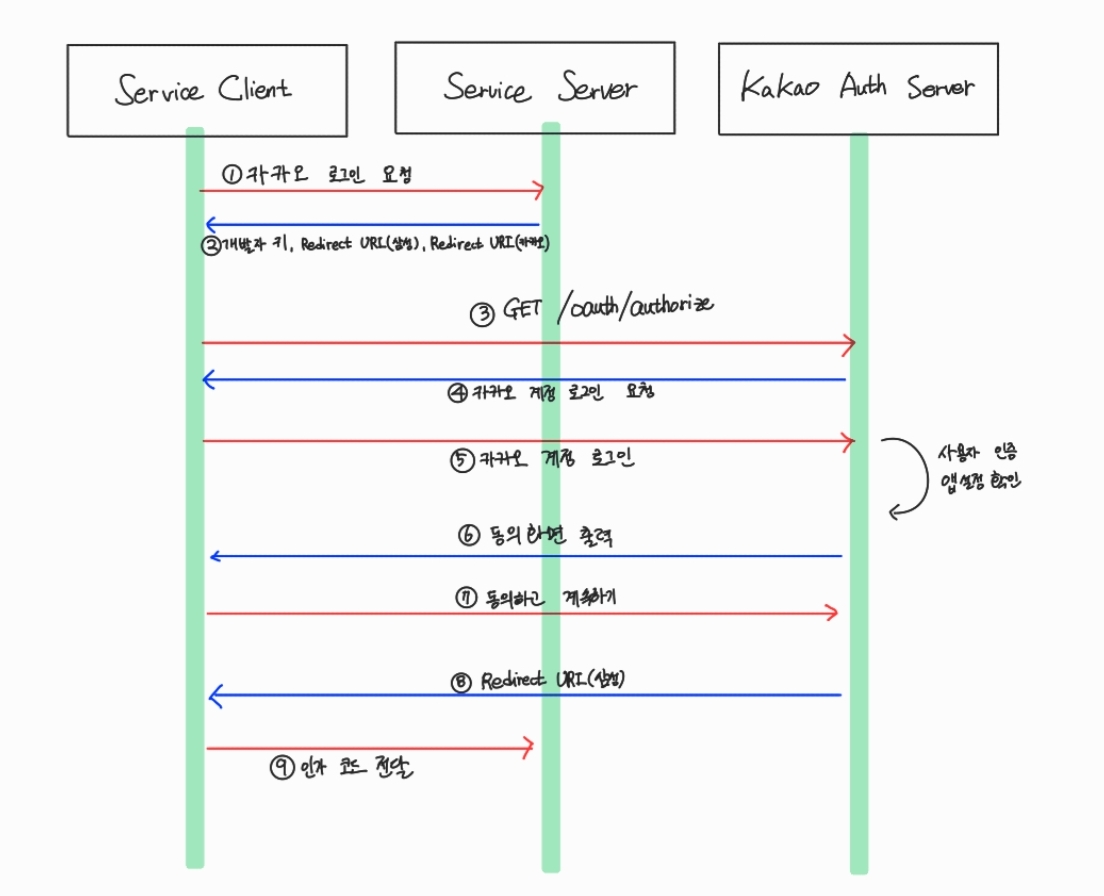 Service Client
Service Server
Kakao Auth Server
① 카카오 로그인 요청
② 개발자 키, Redirect URI(삼성), Redirect URI(카카오)
③ GET /oauth/authorize
④ 카카오 계정 로그인 요청
⑤ 카카오 계정 로그인
사용자 인증
앱설정 확인
⑥ 동의화면 출력
⑦ 동의하고 계속하기
⑧ Redirect URI(삼성)
⑨ 인가 코드 전달